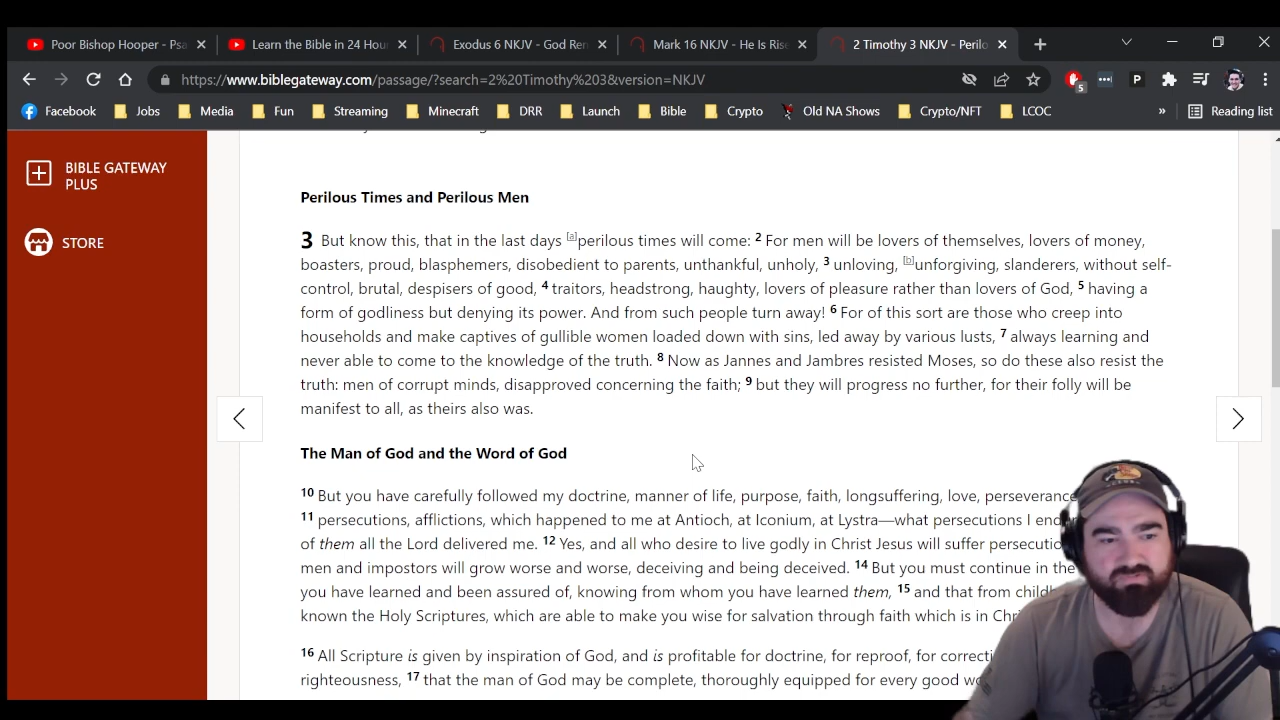 Poor Bishop Hooper - Psa
Learn the Bible in 24 Hou
Exodus 6 NKJV - God Ren
Mark 16 NKJV - He Is Rise
2 Timothy 3 NKJV - Perilo
https://www.biblegateway.com/passage/?search=2%20Timothy%203&version=NKJV
5
P
Facebook Jobs Media Fun Streaming Minecraft DRR Launch Bible Crypto Old NA Shows Crypto/NFT LCOC » Reading list
BIBLE GATEWAY
PLUS
STORE
Perilous Times and Perilous Men
3 But know this, that in the last days [a]perilous times will come: 2 For men will be lovers of themselves, lovers of money,
boasters, proud, blasphemers, disobedient to parents, unthankful, unholy, 3 unloving, [b]unforgiving, slanderers, without self-
control, brutal, despisers of good, 4 traitors, headstrong, haughty, lovers of pleasure rather than lovers of God, 5 having a
form of godliness but denying its power. And from such people turn away! 6 For of this sort are those who creep into
households and make captives of gullible women loaded down with sins, led away by various lusts, 7 always learning and
never able to come to the knowledge of the truth. 8 Now as Jannes and Jambres resisted Moses, so do these also resist the
truth: men of corrupt minds, disapproved concerning the faith; 9 but they will progress no further, for their folly will be
manifest to all, as theirs also was.
The Man of God and the Word of God
10 But you have carefully followed my doctrine, manner of life, purpose, faith, longsuffering, love, perseverance
11 persecutions, afflictions, which happened to me at Antioch, at Iconium, at Lystra—what persecutions I end
of them all the Lord delivered me. 12 Yes, and all who desire to live godly in Christ Jesus will suffer persecutio
men and impostors will grow worse and worse, deceiving and being deceived. 14 But you must continue in the
you have learned and been assured of, knowing from whom you have learned them, 15 and that from child
known the Holy Scriptures, which are able to make you wise for salvation through faith which is in Chr
16 All Scripture is given by inspiration of God, and is profitable for doctrine, for reproof, for correcti
righteousness, 17 that the man of God may be complete, thoroughly equipped for every good wo